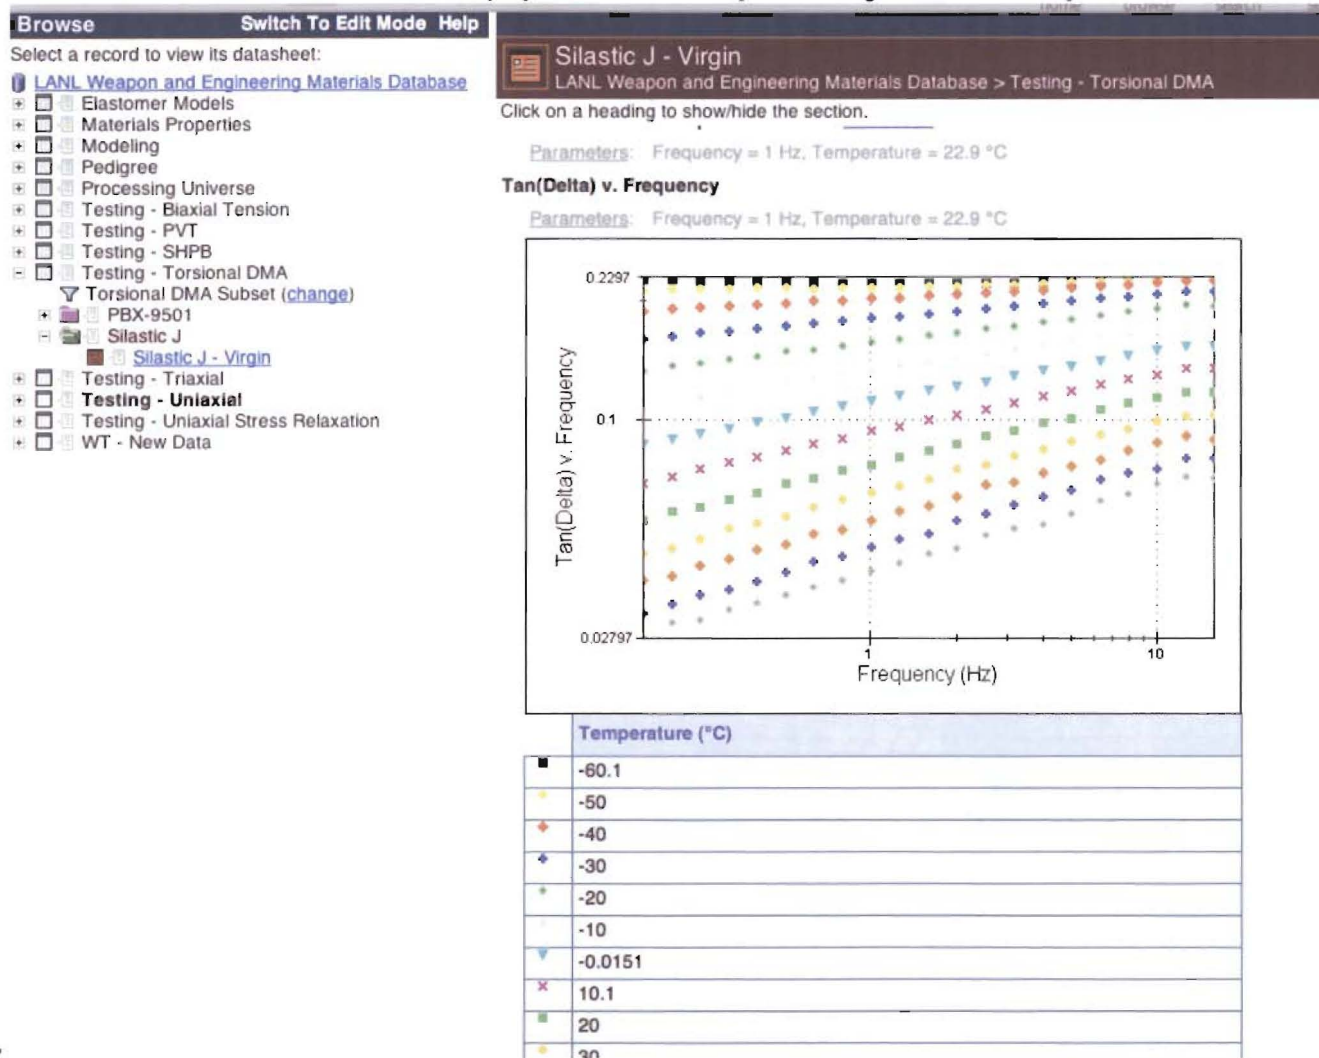 Browse Switch To Edit Mode Help
Select a record to view its datasheet:
LANL Weapon and Engineering Materials Database
Elastomer Models
Materials Properties
Modeling
Pedigree
Processing Universe
Testing - Biaxial Tension
Testing - PVT
Testing - SHPB
Testing - Torsional DMA
Torsional DMA Subset (change)
PBX-9501
Silastic J
Silastic J - Virgin
Testing - Triaxial
Testing - Uniaxial
Testing - Uniaxial Stress Relaxation
WT - New Data
Silastic J - Virgin
LANL Weapon and Engineering Materials Database > Testing - Torsional DMA
Click on a heading to show/hide the section.
Parameters: Frequency = 1 Hz, Temperature = 22.9 °C
Tan(Delta) v. Frequency
Parameters: Frequency = 1 Hz, Temperature = 22.9 °C
0.2297
0.1
0.02797
Tan(Delta) v. Frequency
1 10
Frequency (Hz)
Temperature (°C)
-60.1
-50
-40
-30
-20
-10
-0.0151
10.1
20
30